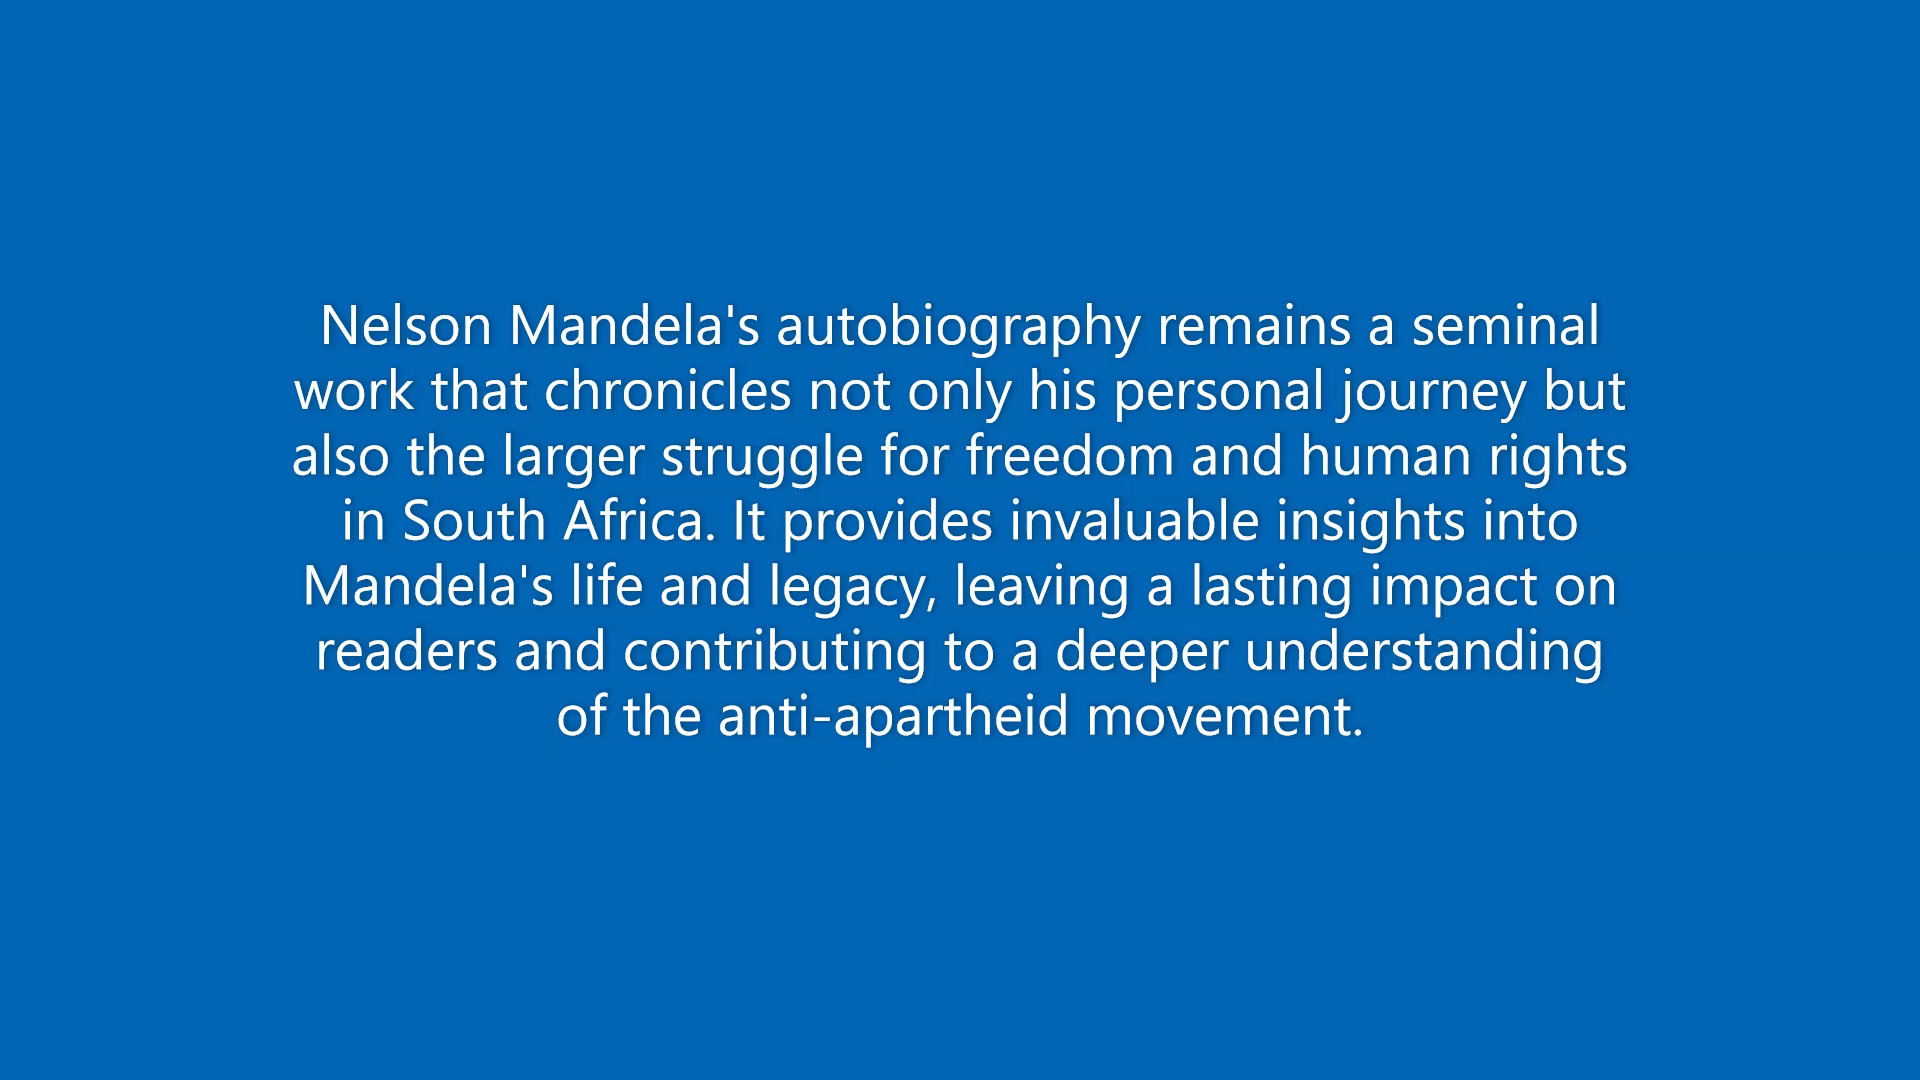 Nelson Mandela's autobiography remains a seminal
work that chronicles not only his personal journey but
also the larger struggle for freedom and human rights
in South Africa. It provides invaluable insights into
Mandela's life and legacy, leaving a lasting impact on
readers and contributing to a deeper understanding
of the anti-apartheid movement.